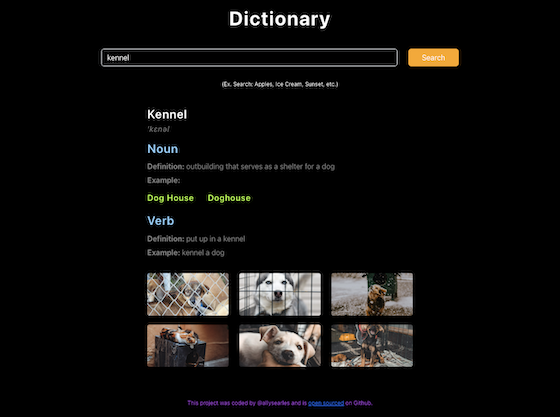 Dictionary
kennel
Search
(Ex. Search: Apples, Ice Cream, Sunset, etc.)
Kennel
'kɛnəl
Noun
Definition: outbuilding that serves as a shelter for a dog
Example:
Dog House Doghouse
Verb
Definition: put up in a kennel
Example: kennel a dog
This project was coded by @allysearles and is open sourced on Github.